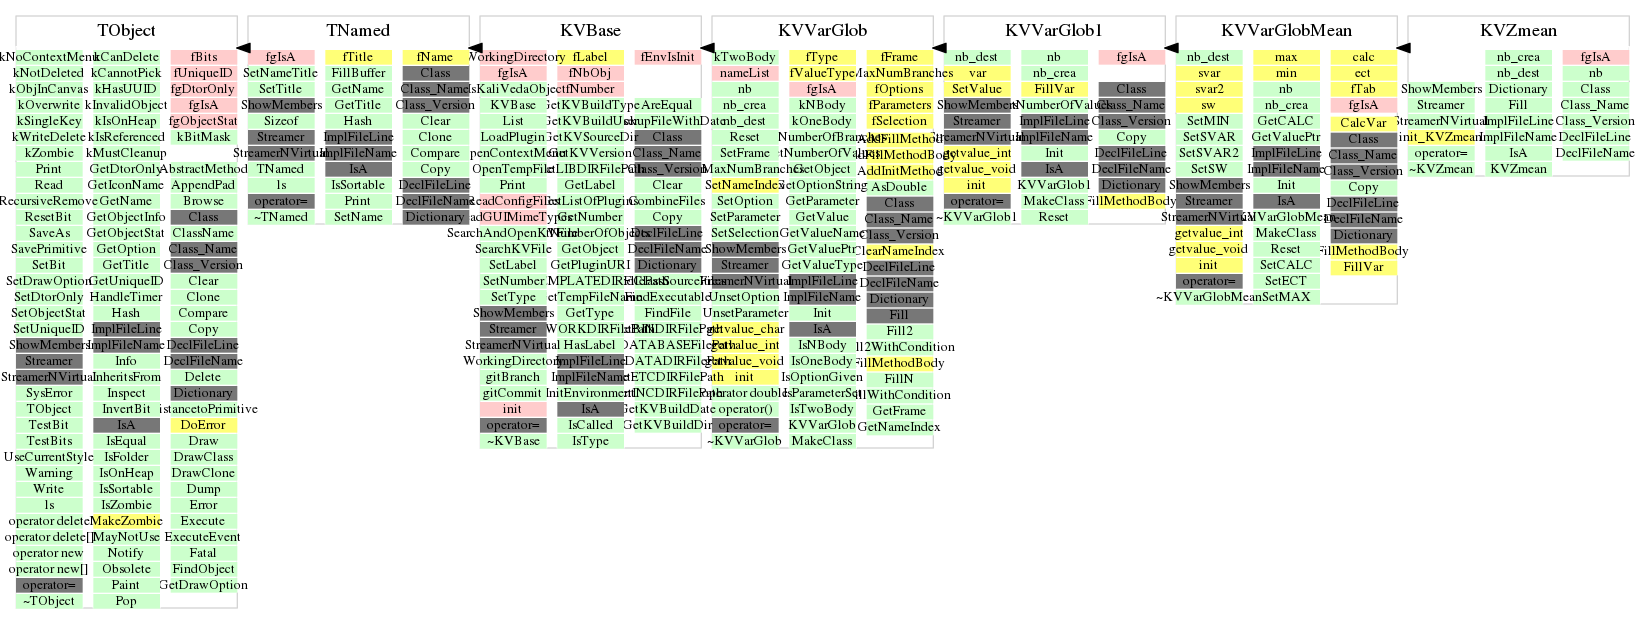 TObject
kNoContextMenu kCanDelete fBits
kNotDeleted kCannotPick fUniqueID
kObjInCanvas kHasUUID fgDtorOnly
kOverwrite kInvalidObject fgIsA
kSingleKey kIsOnHeap fgObjectStat
kWriteDelete kIsReferenced kBitMask
kZombie kMustCleanup
Print GetDtorOnly AbstractMethod
Read GetIconName AppendPad
RecursiveRemove GetName Browse
ResetBit GetObjectInfo Class
SaveAs GetObjectStat ClassName
SavePrimitive GetOption Class_Name
SetBit GetTitle Class_Version
SetDrawOption GetUniqueID Clear
SetDtorOnly HandleTimer Clone
SetObjectStat Hash Compare
SetUniqueID ImplFileLine Copy
ShowMembers ImplFileName DeclFileLine
Streamer Info DeclFileName
StreamerNVirtual InheritsFrom Delete
SysError Inspect Dictionary
TObject InvertBit DistancetoPrimitive
TestBit IsA DoError
TestBits IsEqual Draw
UseCurrentStyle IsFolder DrawClass
Warning IsOnHeap DrawClone
Write IsSortable Dump
ls IsZombie Error
operator delete MakeZombie Execute
operator delete[] MayNotUse ExecuteEvent
operator new Notify Fatal
operator new[] Obsolete FindObject
operator= Paint GetDrawOption
~TObject Pop
TNamed
fgIsA fTitle fName
SetNameTitle FillBuffer Class
SetTitle GetName Class_Name
ShowMembers GetTitle Class_Version
Sizeof Hash Clear
Streamer ImplFileLine Clone
StreamerNVirtual ImplFileName Compare
TNamed IsA Copy
ls IsSortable DeclFileLine
operator= Print DeclFileName
~TNamed SetName Dictionary
KVBase
WorkingDirectory fLabel fEnvIsInit
fgIsA fNbObj
IsKaliVedaObject fNumber
KVBase GetKVBuildType AreEqual
List GetKVBuildUser BackupFileWithDate
LoadPlugin GetKVSourceDir Class
OpenContextMenu GetKVVersion Class_Name
OpenTempFile GetLIBDIRFilePath Class_Version
Print GetLabel Clear
ReadConfigFiles GetListOfPlugins CombineFiles
ReadGUIMimeTypes GetNumber Copy
SearchAndOpenKVFile GetNumberOfObjects DeclFileLine
SearchKVFile GetObject DeclFileName
SetLabel GetPluginURI Dictionary
SetNumber
SetType GetTempFileName FindExecutable
ShowMembers GetType FindFile
Streamer GetWORKDIRFilePath GetBINDIRFilePath
StreamerNVirtual HasLabel GetDATABASEFilePath
WorkingDirectory ImplFileLine GetDATADIRFilePath
gitBranch ImplFileName GetETCDIRFilePath
gitCommit InitEnvironment GetINCDIRFilePath
init IsA GetKVBuildDate
operator= IsCalled GetKVBuildDir
~KVBase IsType
KVVarGlob
kTwoBody fType fFrame
nameList fValueType fMaxNumBranches
nb fgIsA fOptions
nb_crea kNBody fParameters
nb_dest kOneBody fSelection
Reset NumberOfBranches AddFillMethod
SetFrame GetNumberOfValues AddFillMethodBody
SetMaxNumBranches GetObject AddInitMethod
SetNameIndex GetOptionString AsDouble
SetOption GetParameter Class
SetParameter GetValue Class_Name
SetSelection GetValueName Class_Version
ShowMembers GetValuePtr ClearNameIndex
Streamer GetValueType DeclFileLine
StreamerNVirtual ImplFileLine DeclFileName
UnsetOption ImplFileName Dictionary
UnsetParameter Init Fill
getvalue_char IsA Fill2
getvalue_int IsNBody Fill2WithCondition
getvalue_void IsOneBody FillMethodBody
init IsOptionGiven FillN
operator double IsParameterSet FillWithCondition
operator() IsTwoBody GetFrame
operator= KVVarGlob GetNameIndex
~KVVarGlob MakeClass
KVVarGlob1
nb_dest nb fgIsA
var nb_crea
SetValue FillVar Class
ShowMembers GetNumberOfValues Class_Name
Streamer ImplFileLine Class_Version
StreamerNVirtual ImplFileName Copy
getvalue_int Init DeclFileLine
getvalue_void IsA DeclFileName
init KVVarGlob1 Dictionary
operator= MakeClass FillMethodBody
~KVVarGlob1 Reset
KVVarGlobMean
nb_dest max calc
svar min ect
svar2 nb fTab
sw nb_crea fgIsA
SetMIN GetCALC CalcVar
SetSVAR GetValuePtr Class
SetSVAR2 ImplFileLine Class_Name
SetSW ImplFileName Class_Version
ShowMembers Init Copy
Streamer IsA DeclFileLine
StreamerNVirtual KVVarGlobMean DeclFileName
getvalue_int MakeClass Dictionary
getvalue_void Reset FillMethodBody
init SetCALC FillVar
operator= SetECT
~KVVarGlobMean SetMAX
KVZmean
nb_crea fgIsA
nb_dest nb
ShowMembers Dictionary Class
Streamer Fill Class_Name
StreamerNVirtual ImplFileLine Class_Version
init_KVZmean ImplFileName DeclFileLine
operator= IsA DeclFileName
~KVZmean KVZmean